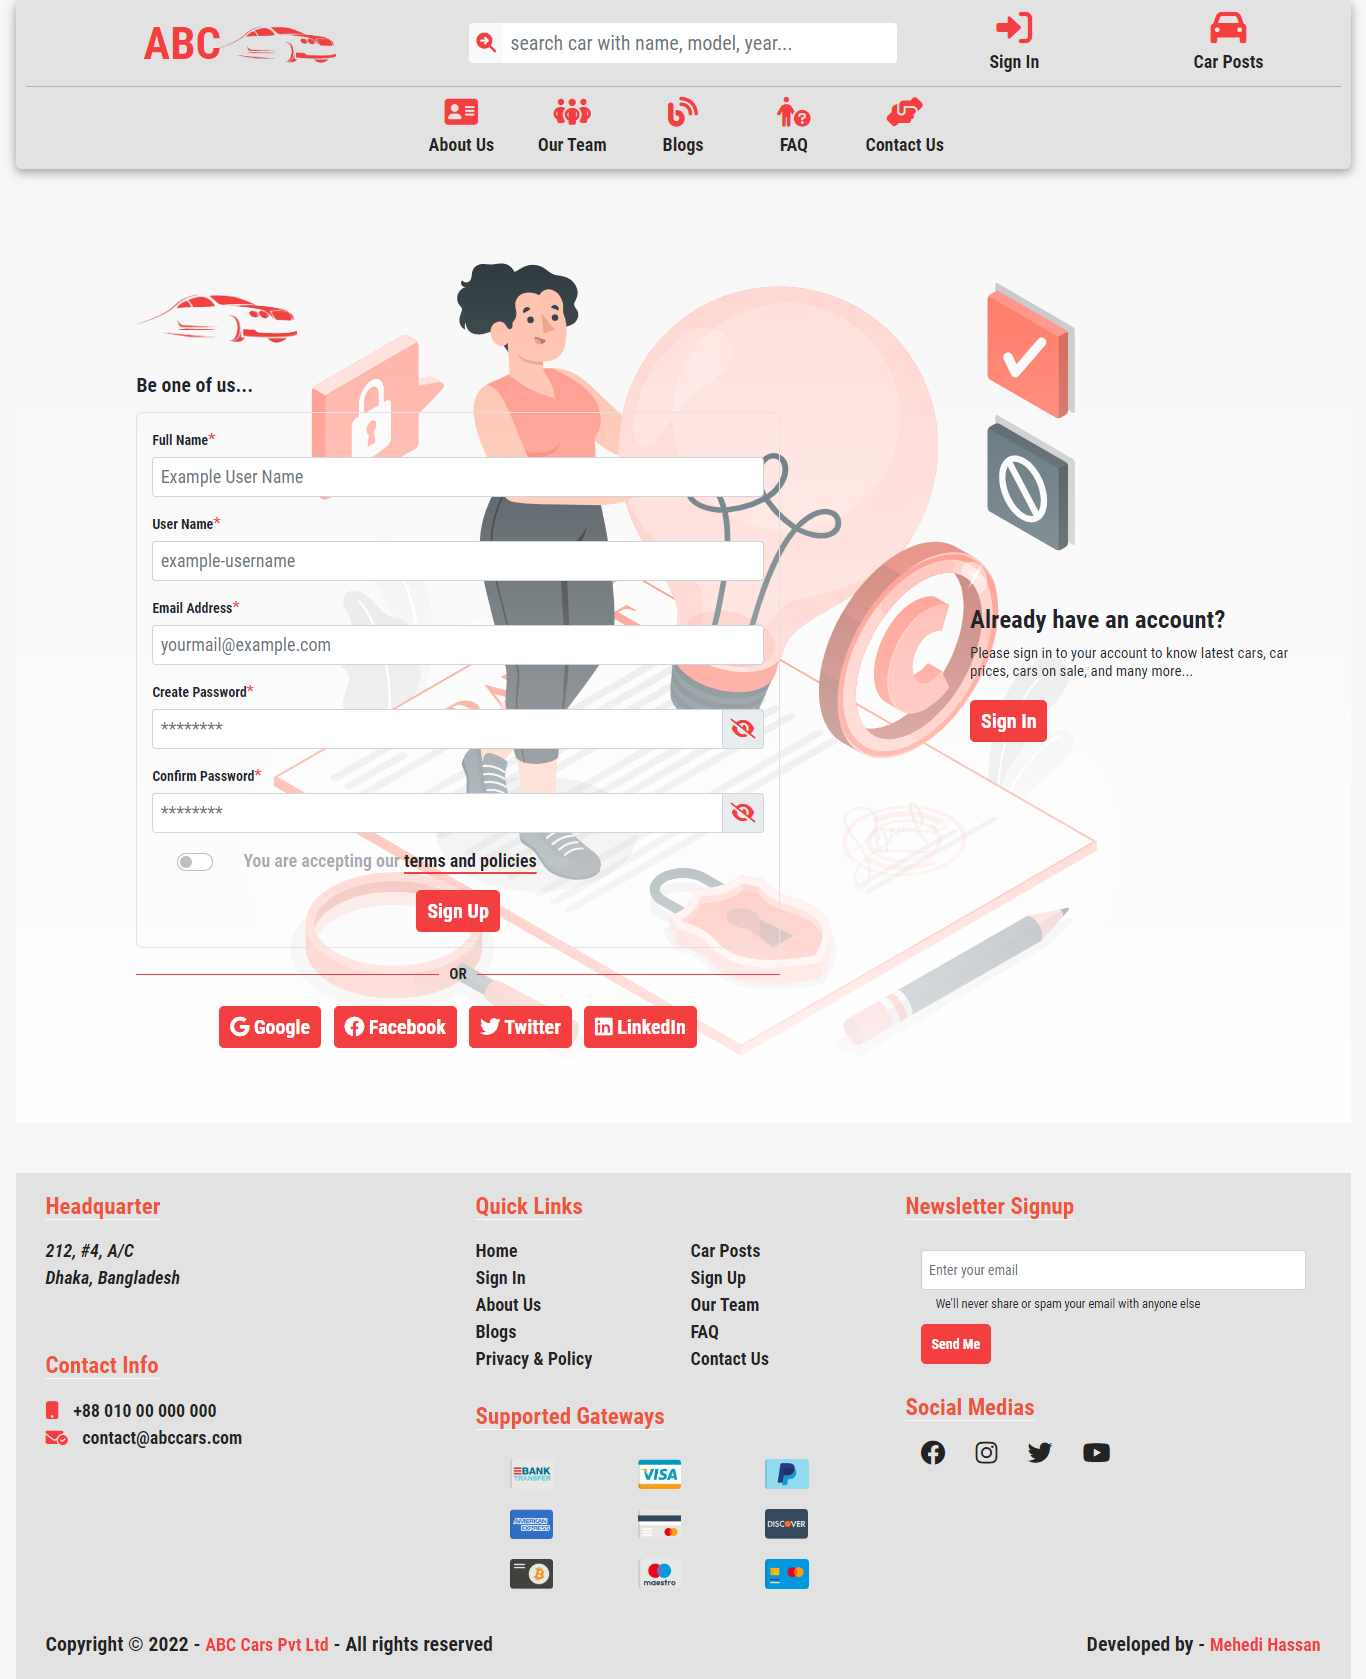 ABC
search car with name, model, year...
Sign In
Car Posts
About Us
Our Team
Blogs
FAQ
Contact Us
Be one of us...
Full Name*
Example User Name
User Name*
example-username
Email Address*
yourmail@example.com
Create Password*
********
Confirm Password*
********
You are accepting our terms and policies
Sign Up
OR
Google
Facebook
Twitter
LinkedIn
Already have an account?
Please sign in to your account to know latest cars, car
prices, cars on sale, and many more...
Sign In
Headquarter
212, #4, A/C
Dhaka, Bangladesh
Contact Info
+88 010 00 000 000
contact@abccars.com
Quick Links
Home
Car Posts
Sign In
Sign Up
About Us
Our Team
Blogs
FAQ
Privacy & Policy
Contact Us
Supported Gateways
BANK
TRANSFER
VISA
AMERICAN
EXPRESS
DISCOVER
maestro
Newsletter Signup
Enter your email
We'll never share or spam your email with anyone else
Send Me
Social Medias
Copyright © 2022 - ABC Cars Pvt Ltd - All rights reserved
Developed by - Mehedi Hassan